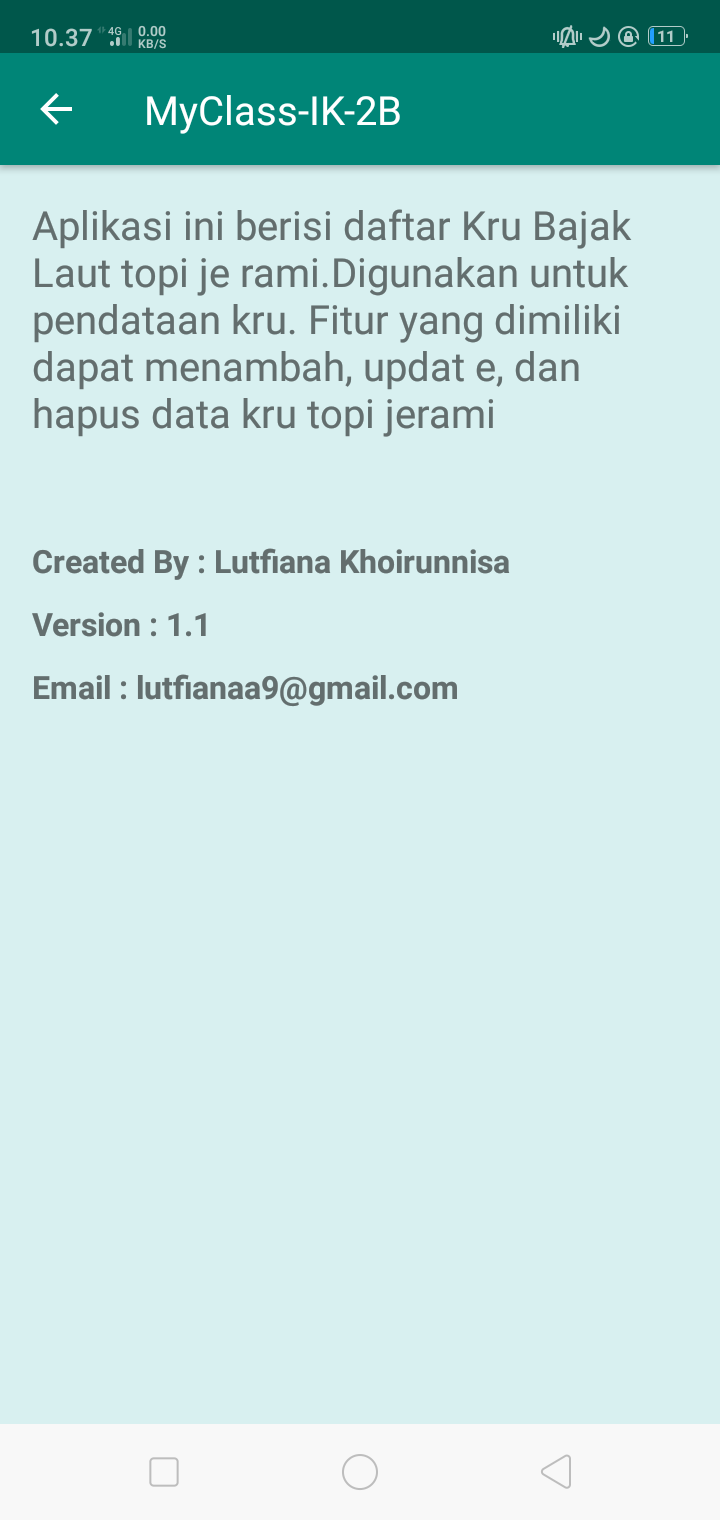 10.37 4G 0.00
KB/S
11
MyClass-IK-2B
Aplikasi ini berisi daftar Kru Bajak
Laut topi je rami.Digunakan untuk
pendataan kru. Fitur yang dimiliki
dapat menambah, updat e, dan
hapus data kru topi jerami
Created By : Lutfiana Khoirunnisa
Version : 1.1
Email : lutfianaa9@gmail.com